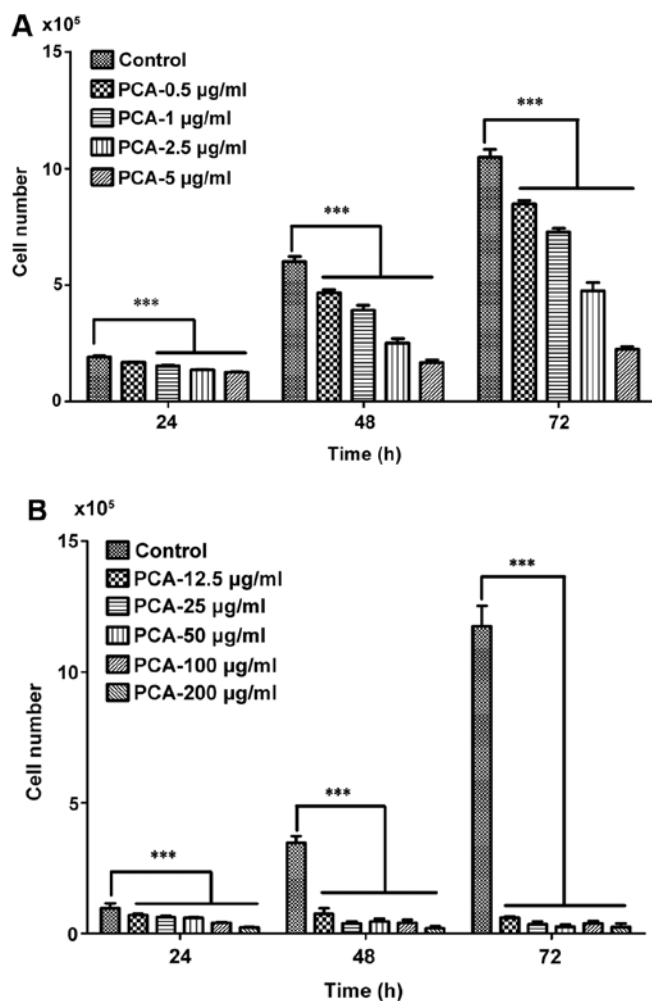 A
x10⁵
15
Control
PCA-0.5 µg/ml
PCA-1 µg/ml
PCA-2.5 µg/ml
PCA-5 µg/ml
***
***
***
10
5
0
Cell number
24
48
72
Time (h)
B
x10⁵
15
Control
PCA-12.5 µg/ml
PCA-25 µg/ml
PCA-50 µg/ml
PCA-100 µg/ml
PCA-200 µg/ml
***
***
***
10
5
0
Cell number
24
48
72
Time (h)